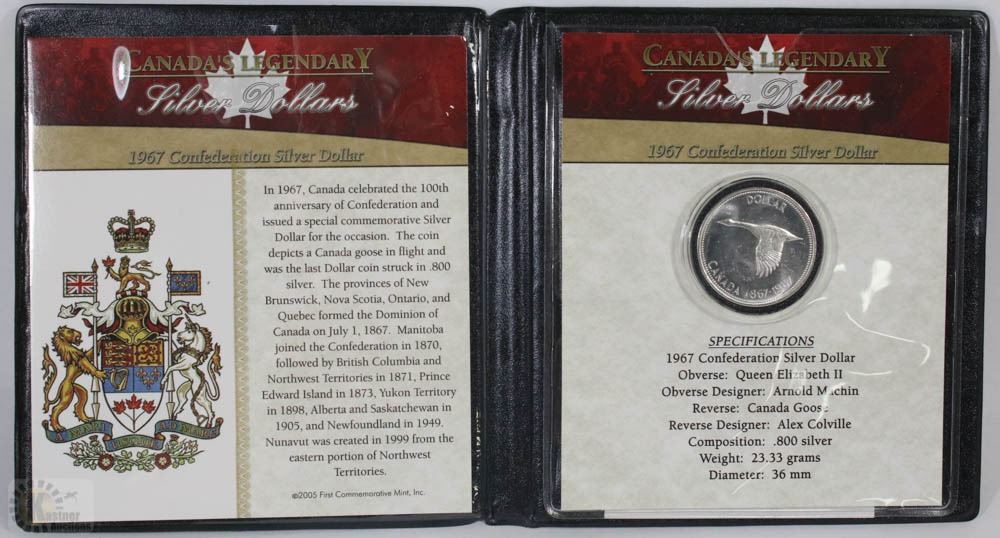 CANADA'S LEGENDARY
Silver Dollars
1967 Confederation Silver Dollar
In 1967, Canada celebrated the 100th
anniversary of Confederation and
issued a special commemorative Silver
Dollar for the occasion. The coin
depicts a Canada goose in flight and
was the last Dollar coin struck in .800
silver. The provinces of New
Brunswick, Nova Scotia, Ontario, and
Quebec formed the Dominion of
Canada on July 1, 1867. Manitoba
joined the Confederation in 1870,
followed by British Columbia and
Northwest Territories in 1871, Prince
Edward Island in 1873, Yukon Territory
in 1898, Alberta and Saskatchewan in
1905, and Newfoundland in 1949.
Nunavut was created in 1999 from the
eastern portion of Northwest
Territories.
©2005 First Commemorative Mint, Inc.
CANADA'S LEGENDARY
Silver Dollars
1967 Confederation Silver Dollar
DOLLAR
CANADA 1867-1967
SPECIFICATIONS
1967 Confederation Silver Dollar
Obverse: Queen Elizabeth II
Obverse Designer: Arnold Machin
Reverse: Canada Goose
Reverse Designer: Alex Colville
Composition: .800 silver
Weight: 23.33 grams
Diameter: 36 mm
Kastner
Auctions